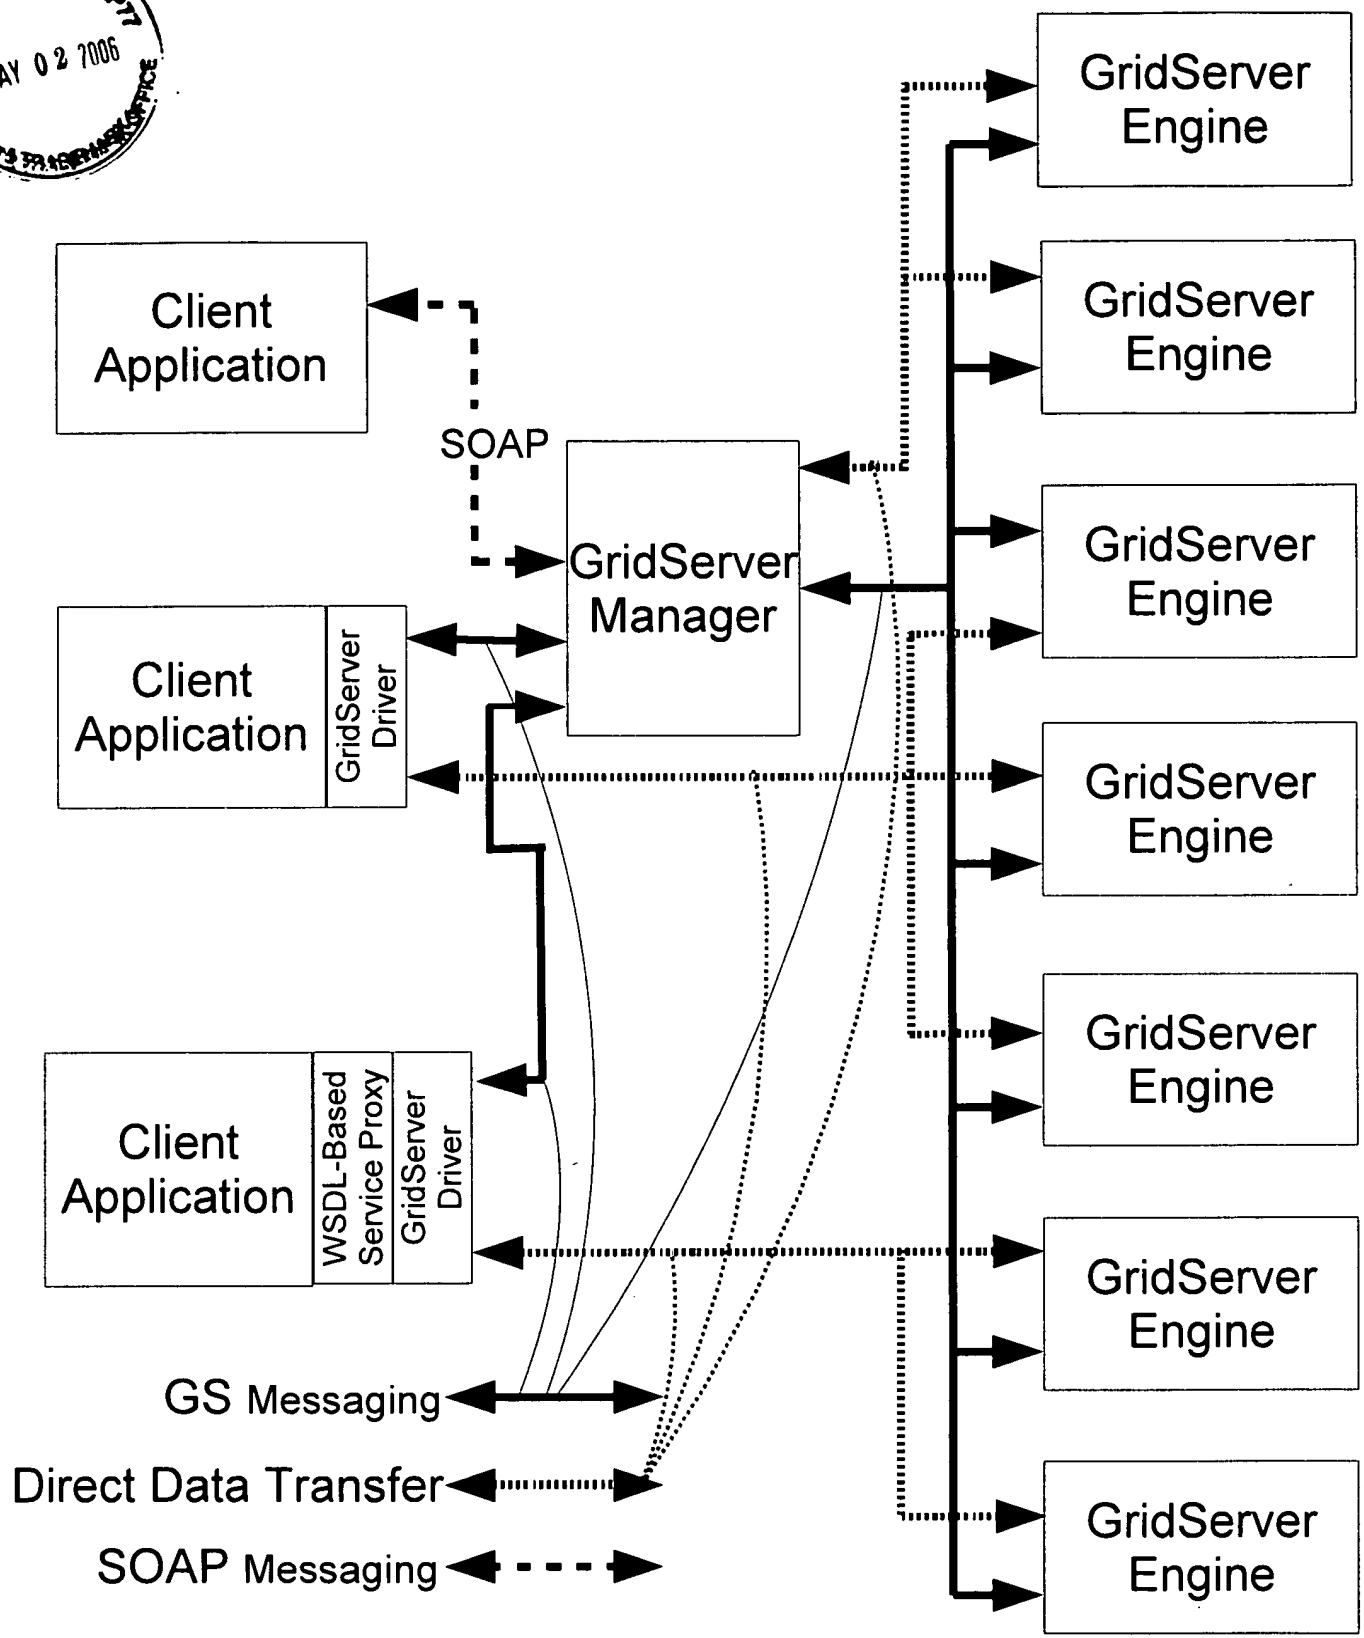 02 2006
GridServer
Engine
Client
Application
GridServer
Engine
SOAP
GridServer
Manager
GridServer
Engine
Client
Application
GridServer
Driver
GridServer
Engine
GridServer
Engine
Client
Application
WSDL-Based
Service Proxy
GridServer
Driver
GridServer
Engine
GS Messaging
Direct Data Transfer
SOAP Messaging
GridServer
Engine